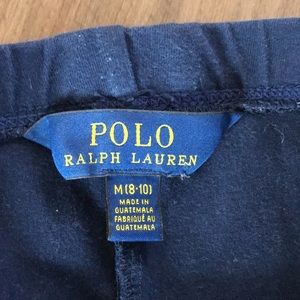 POLO
RALPH LAUREN
M(8-10)
MADE IN
GUATEMALA
FABRIQUÉ AU
GUATEMALA